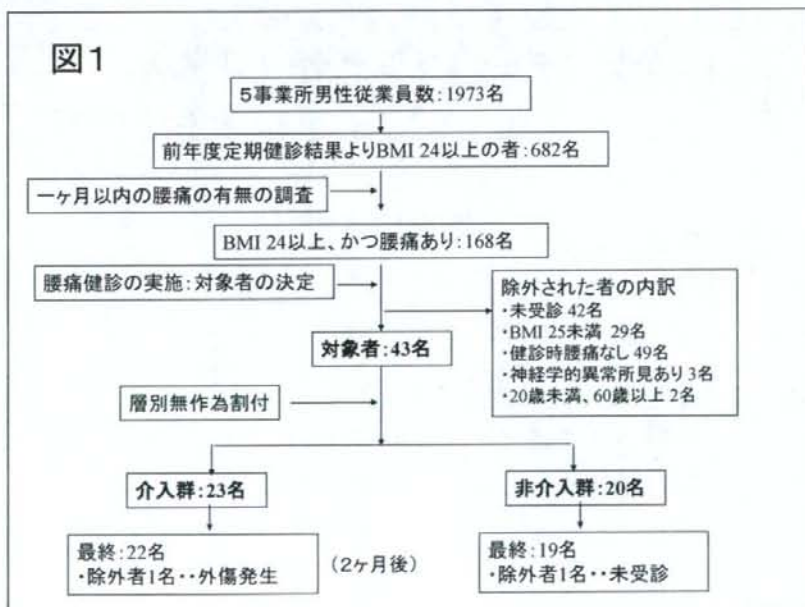 図1
5事業所男性従業員数:1973名
前年度定期健診結果よりBMI 24以上の者:682名
一ヶ月以内の腰痛の有無の調査
BMI 24以上、かつ腰痛あり:168名
腰痛健診の実施:対象者の決定
除外された者の内訳
・未受診 42名
・BMI 25未満 29名
・健診時腰痛なし 49名
・神経学的異常所見あり 3名
・20歳未満、60歳以上 2名
対象者:43名
層別無作為割付
介入群:23名
非介入群:20名
最終:22名
・除外者1名・・外傷発生
(2ヶ月後)
最終:19名
・除外者1名・・未受診